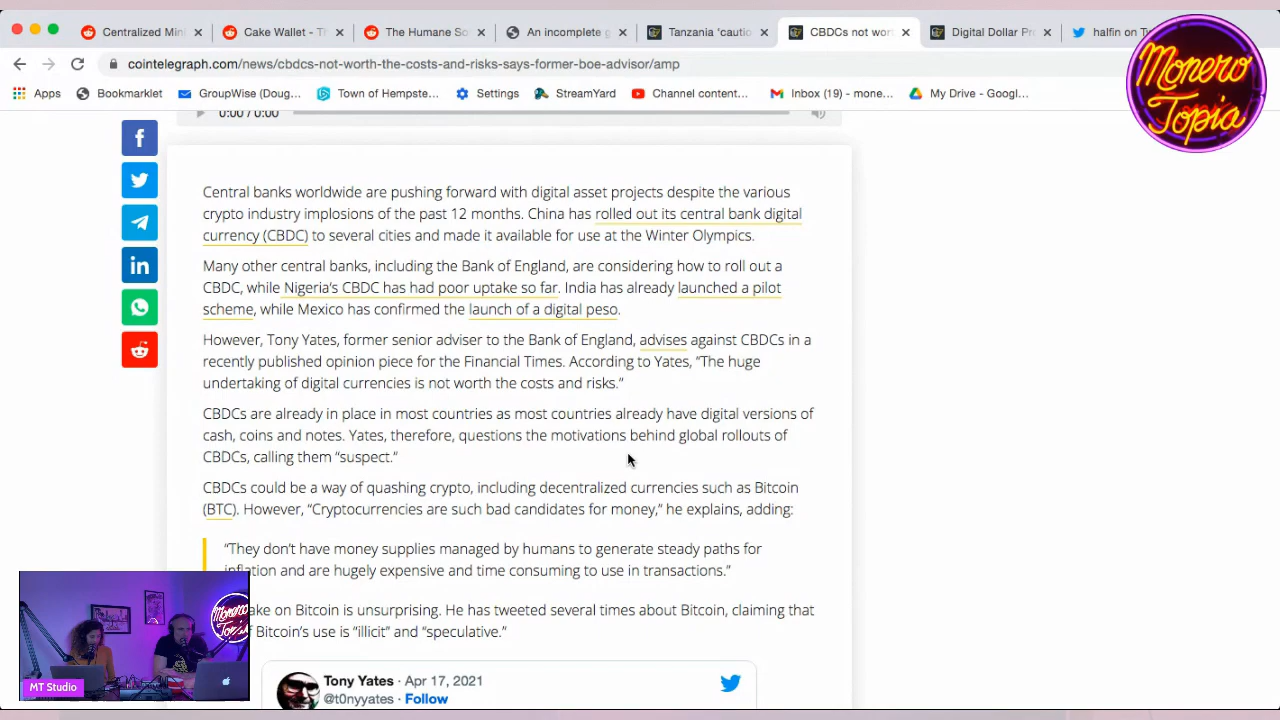 Centralized Mini
Cake Wallet - Th
The Humane So
An incomplete g
Tanzania 'cautio
CBDCs not wor
Digital Dollar Pr
halfin on Tw
cointelegraph.com/news/cbdcs-not-worth-the-costs-and-risks-says-former-boe-advisor/amp
Apps
Bookmarklet
GroupWise (Doug...
Town of Hempste...
Settings
StreamYard
Channel content...
Inbox (19) - mone...
My Drive - Googl...
Monero
Topia
0:00 / 0:00
Central banks worldwide are pushing forward with digital asset projects despite the various
crypto industry implosions of the past 12 months. China has rolled out its central bank digital
currency (CBDC) to several cities and made it available for use at the Winter Olympics.
Many other central banks, including the Bank of England, are considering how to roll out a
CBDC, while Nigeria's CBDC has had poor uptake so far. India has already launched a pilot
scheme, while Mexico has confirmed the launch of a digital peso.
However, Tony Yates, former senior adviser to the Bank of England, advises against CBDCs in a
recently published opinion piece for the Financial Times. According to Yates, “The huge
undertaking of digital currencies is not worth the costs and risks.”
CBDCs are already in place in most countries as most countries already have digital versions of
cash, coins and notes. Yates, therefore, questions the motivations behind global rollouts of
CBDCs, calling them “suspect.”
CBDCs could be a way of quashing crypto, including decentralized currencies such as Bitcoin
(BTC). However, “Cryptocurrencies are such bad candidates for money,” he explains, adding:
“They don’t have money supplies managed by humans to generate steady paths for
inflation and are hugely expensive and time consuming to use in transactions.”
ake on Bitcoin is unsurprising. He has tweeted several times about Bitcoin, claiming that
f Bitcoin’s use is “illicit” and “speculative.”
Monero
Topia
MT Studio
Tony Yates · Apr 17, 2021
@t0nyyates · Follow